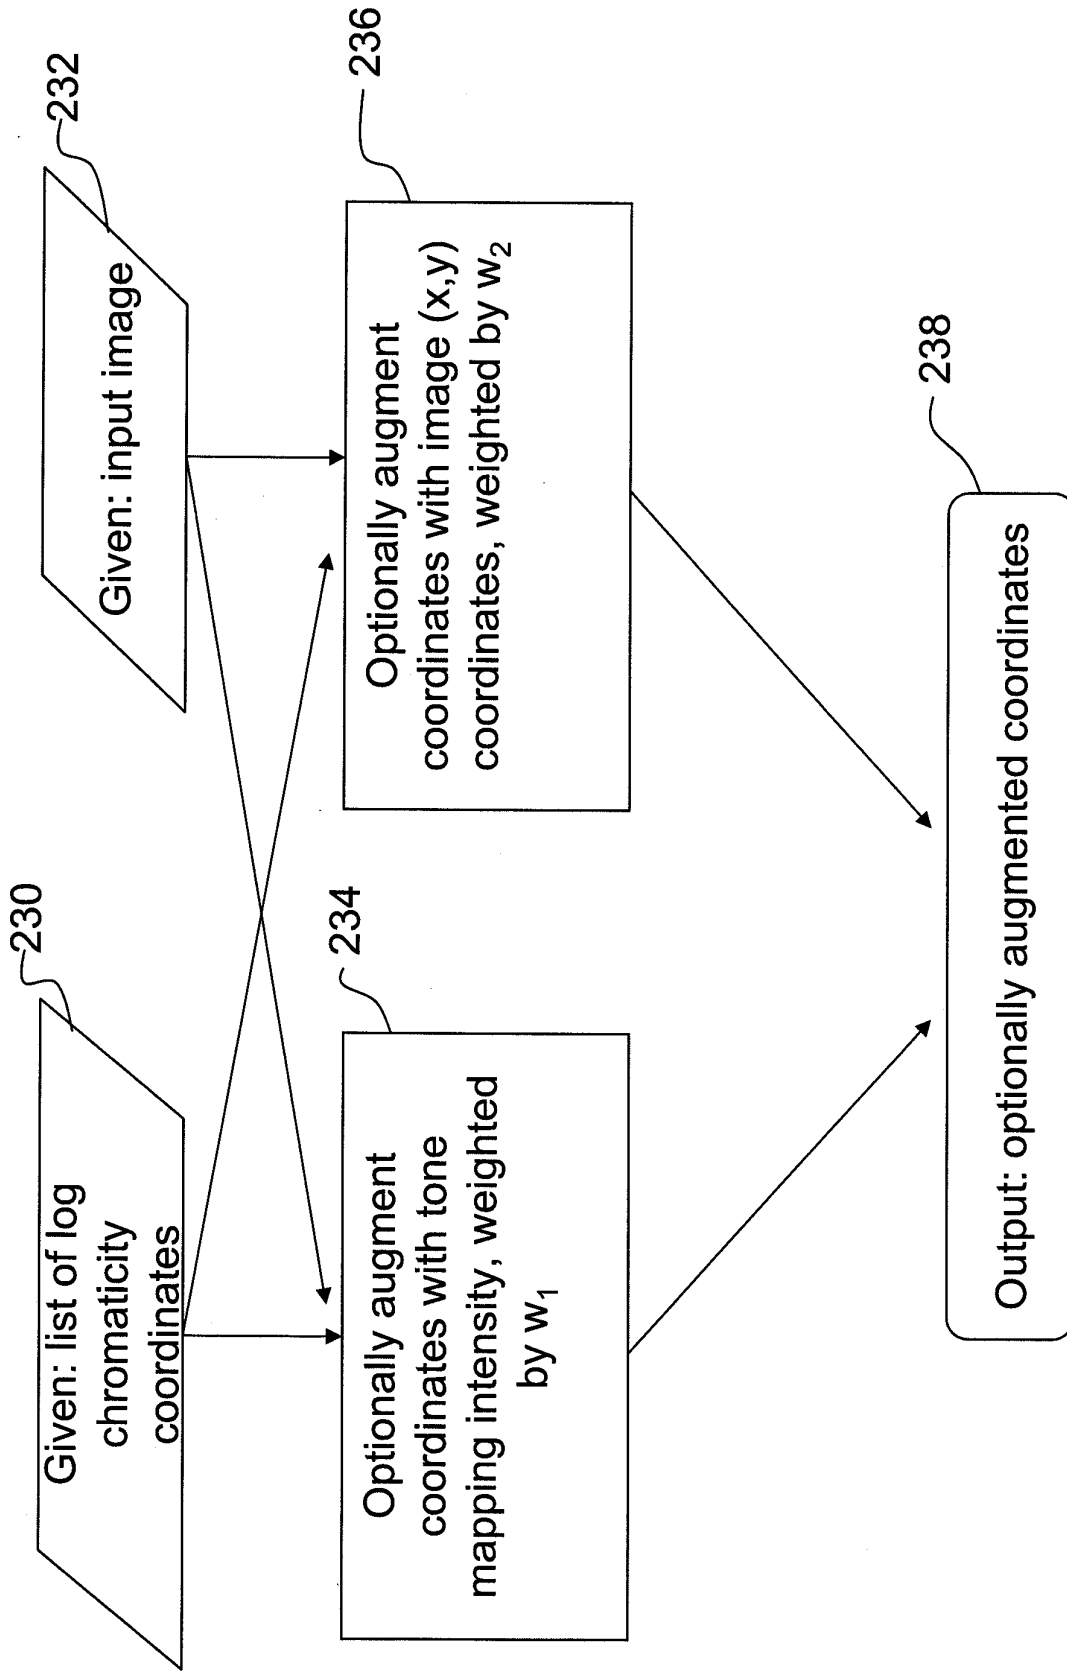 230
Given: list of log
chromaticity
coordinates
232
Given: input image
234
Optionally augment
coordinates with tone
mapping intensity, weighted
by w₁
236
Optionally augment
coordinates with image (x,y)
coordinates, weighted by w₂
238
Output: optionally augmented coordinates